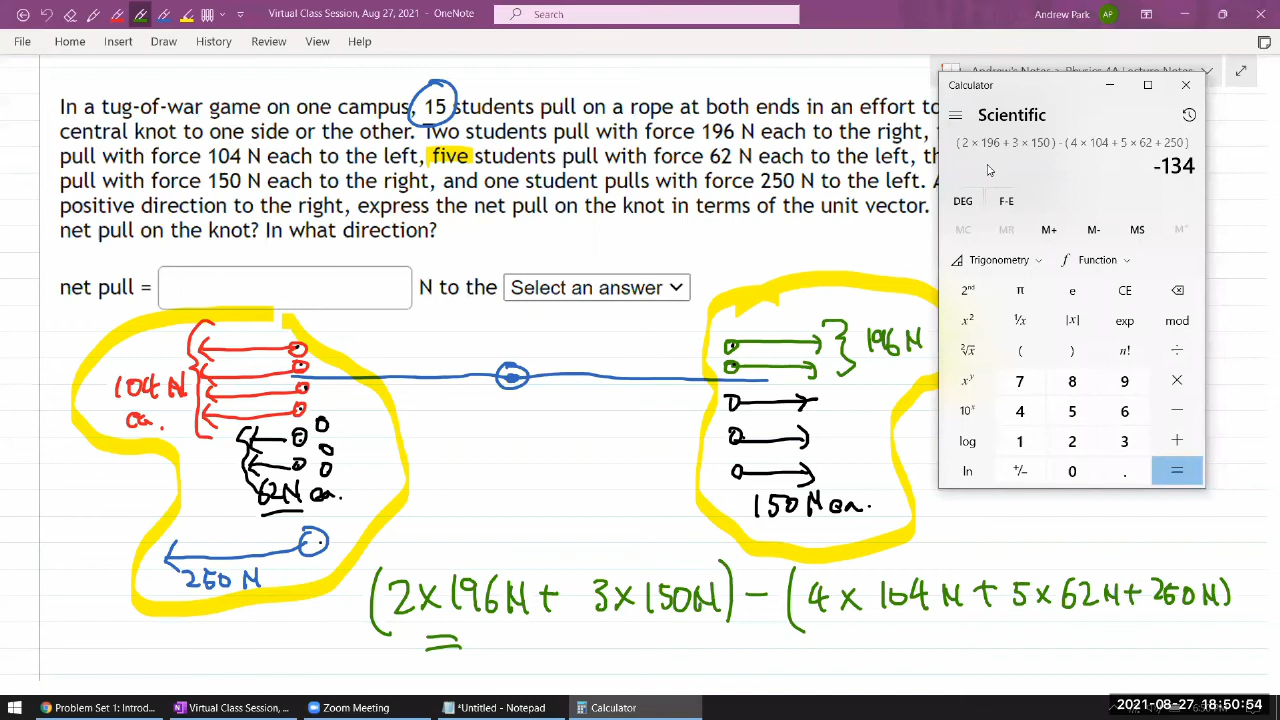 Virtual Class Session, Aug 27, 2021 - OneNote
Search
Andrew Park
AP
File Home Insert Draw History Review View Help
In a tug-of-war game on one campus, 15 students pull on a rope at both ends in an effort to
central knot to one side or the other. Two students pull with force 196 N each to the right,
pull with force 104 N each to the left, five students pull with force 62 N each to the left, th
pull with force 150 N each to the right, and one student pulls with force 250 N to the left. A
positive direction to the right, express the net pull on the knot in terms of the unit vector.
net pull on the knot? In what direction?
net pull = N to the Select an answer
104 N
ea.
62N ea.
250 N
196 N
150 N ea.
(2 × 196 N + 3 × 150N) - (4 × 104 N + 5 × 62 N + 250 N)
Calculator
Scientific
(2 × 196 + 3 × 150) - (4 × 104 + 5 × 62 + 250)
-134
DEG F-E
MC MR M+ M- MS M˅
Trigonometry f Function
2ⁿᵈ π e CE
x² ¹/x |x| exp mod
²√x ( ) n! ÷
xʸ 7 8 9 ×
10ˣ 4 5 6 −
log 1 2 3 +
ln +/− 0 . =
Problem Set 1: Introd...
Virtual Class Session, ...
Zoom Meeting
*Untitled - Notepad
Calculator
2021-08-27 18:50:54